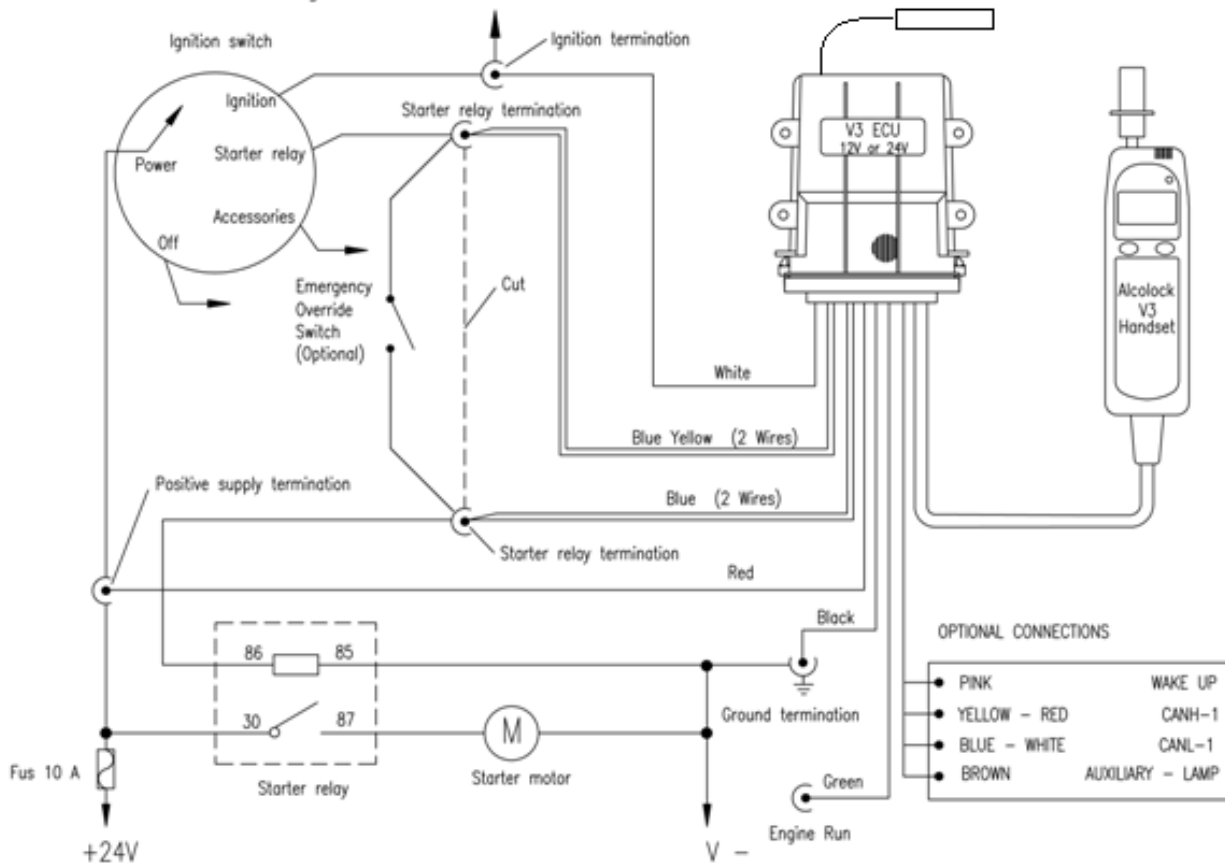 Ignition switch
Ignition termination
Ignition
Starter relay termination
Starter relay
Power
Accessories
Off
V3 ECU
12V or 24V
Emergency
Override
Switch
(Optional)
Cut
Alcolock
V3
Handset
White
Blue Yellow (2 Wires)
Positive supply termination
Blue (2 Wires)
Starter relay termination
Red
Black
OPTIONAL CONNECTIONS
86 85
PINK WAKE UP
30 87
Ground termination
YELLOW - RED CANH-1
M
BLUE - WHITE CANL-1
Fus 10 A
Starter relay
Starter motor
Green
BROWN AUXILIARY - LAMP
Engine Run
+24V
V -